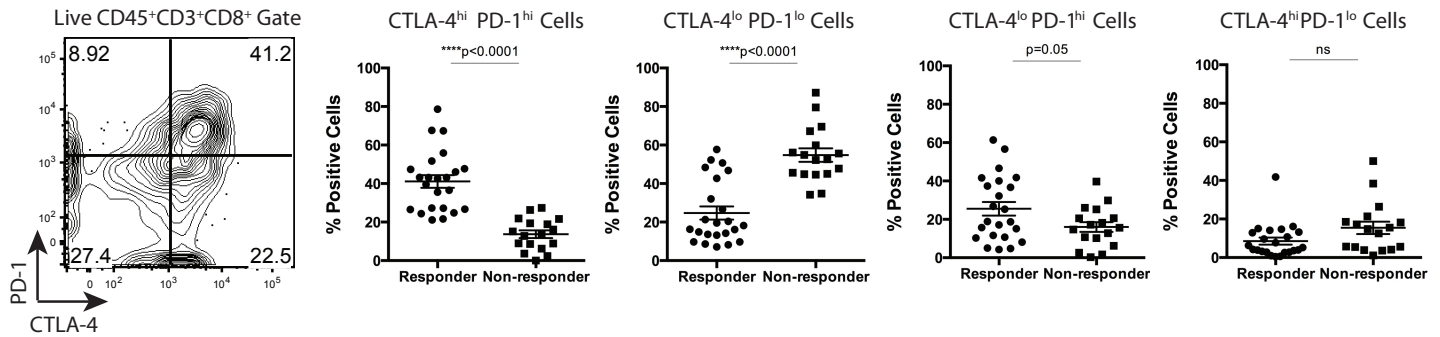 Live CD45⁺CD3⁺CD8⁺ Gate
8.92 41.2
10⁵
10⁴
10³
10²
0
27.4 22.5
0 10² 10³ 10⁴ 10⁵
PD-1
CTLA-4
CTLA-4ʰⁱ PD-1ʰⁱ Cells
****p<0.0001
% Positive Cells
100
80
60
40
20
0
Responder Non-responder
CTLA-4ˡᵒ PD-1ˡᵒ Cells
****p<0.0001
% Positive Cells
100
80
60
40
20
0
Responder Non-responder
CTLA-4ˡᵒ PD-1ʰⁱ Cells
p=0.05
% Positive Cells
100
80
60
40
20
0
Responder Non-responder
CTLA-4ʰⁱPD-1ˡᵒ Cells
ns
% Positive Cells
100
80
60
40
20
0
Responder Non-responder